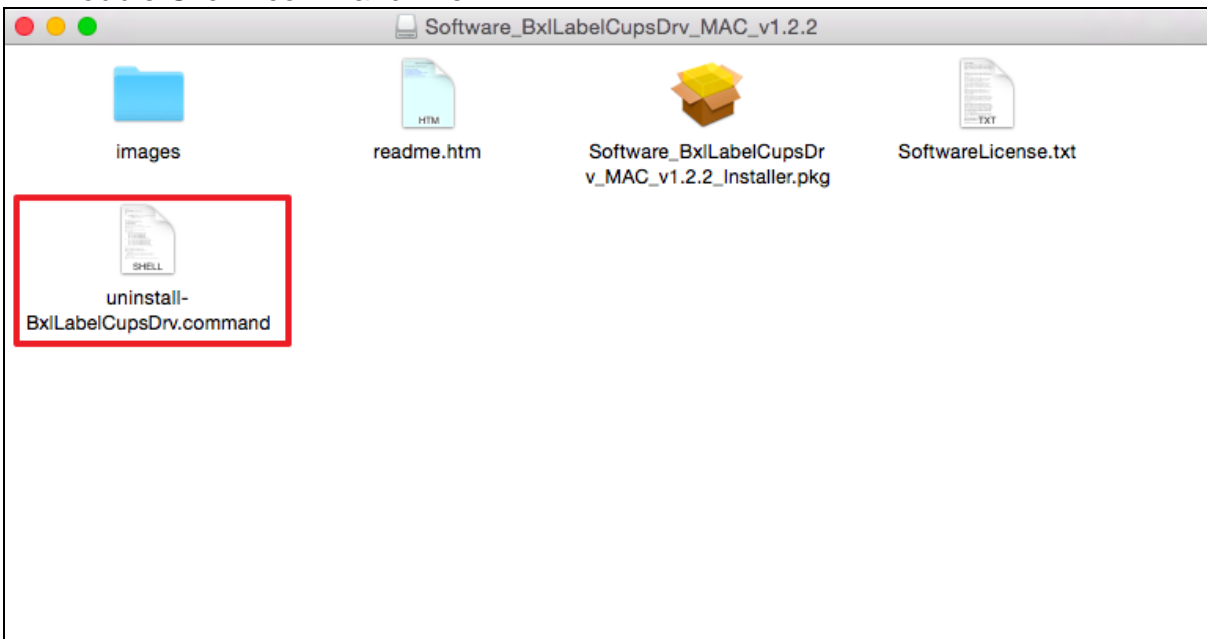 Software_BxlLabelCupsDrv_MAC_v1.2.2
HTM
TXT
images
readme.htm
Software_BxlLabelCupsDr
v_MAC_v1.2.2_Installer.pkg
SoftwareLicense.txt
SHELL
uninstall-
BxlLabelCupsDrv.command